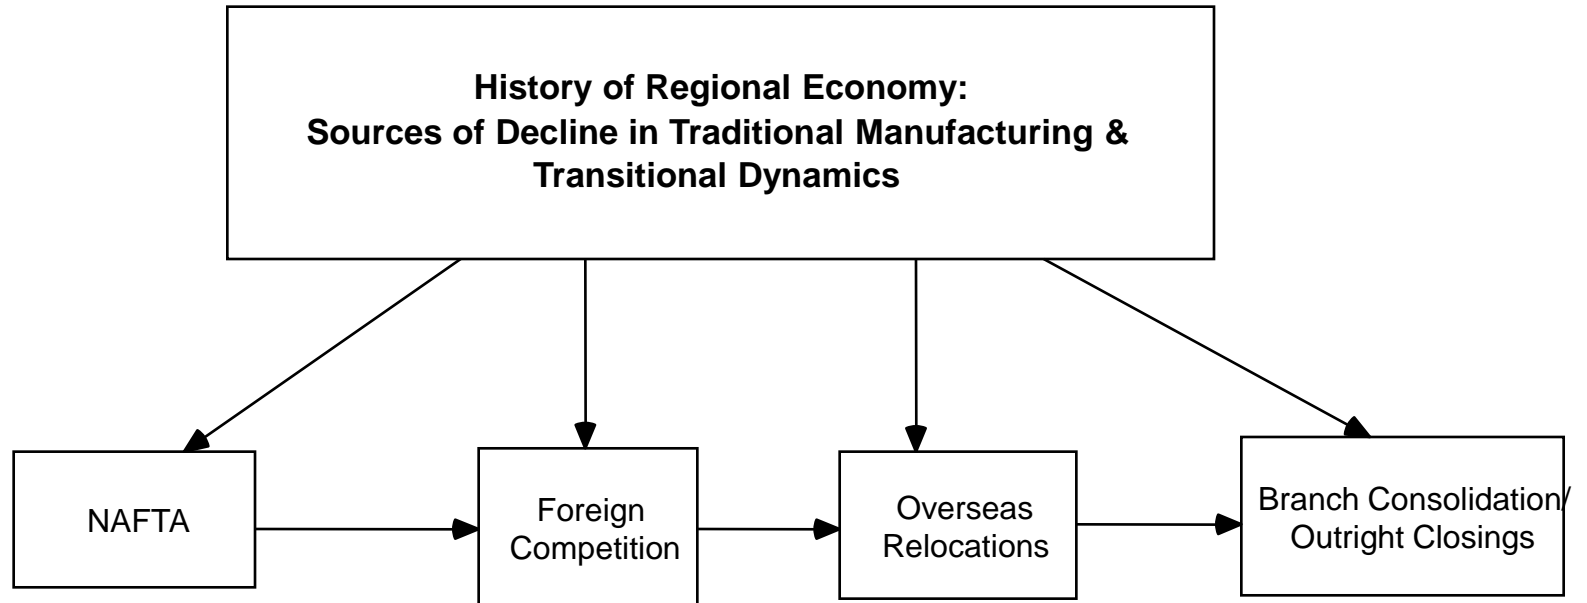 History of Regional Economy:
Sources of Decline in Traditional Manufacturing &
Transitional Dynamics
NAFTA
Foreign
Competition
Overseas
Relocations
Branch Consolidation/
Outright Closings